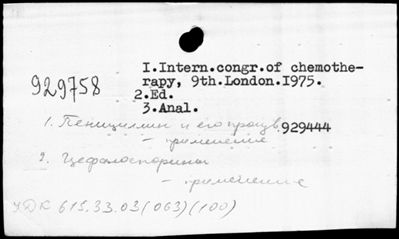 I.Intern.congr.of chemothe-
rapy, 9th.London.I975.
929758
2.Ed.
3.Anal.
1. Пенициллин и его произв. 929444
– применение
2. Цефалоспорины
– применение
УДК 615.33.03(063)(100)